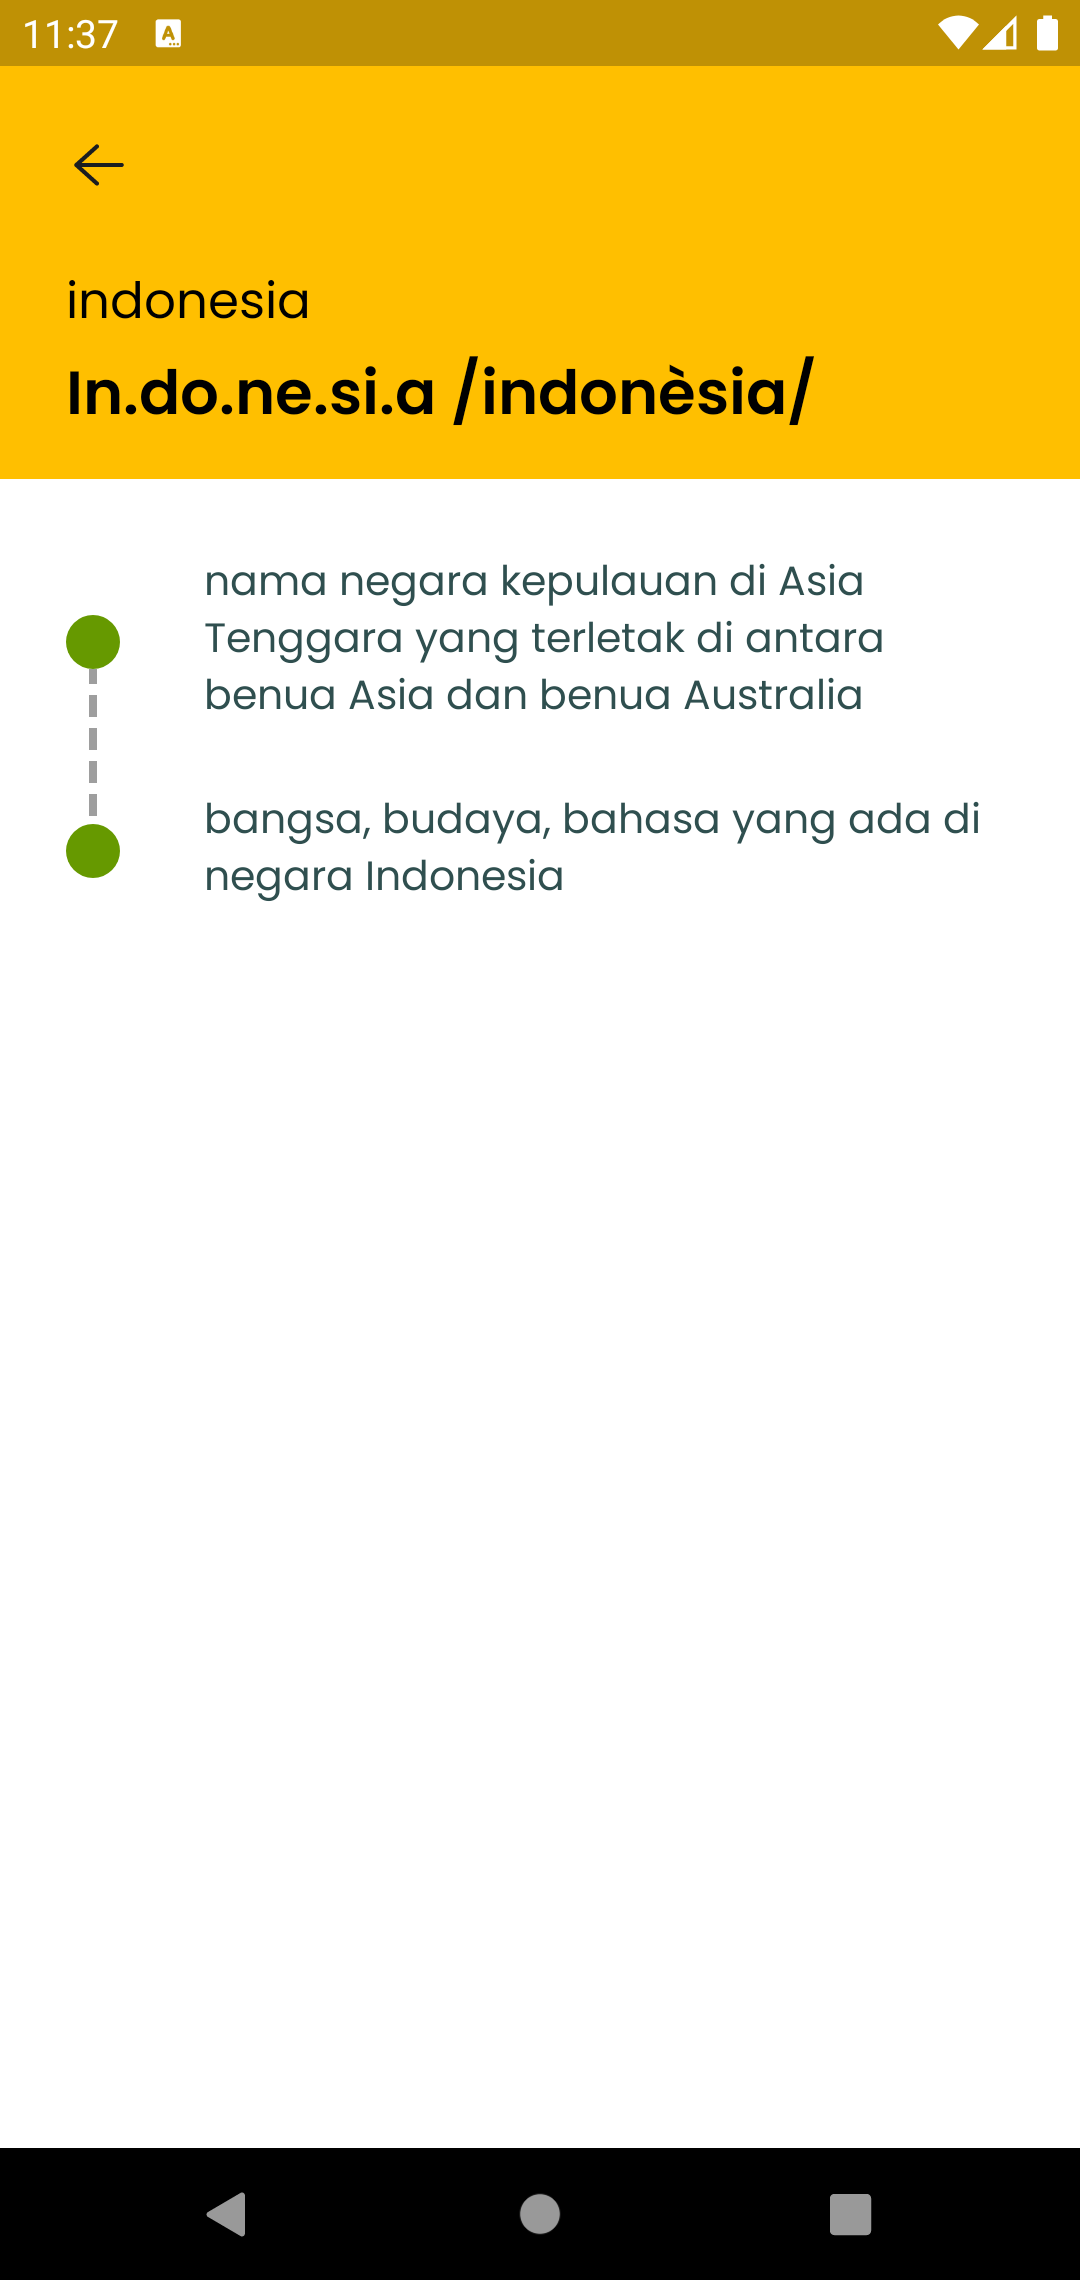 11:37
indonesia
In.do.ne.si.a /indonèsia/
nama negara kepulauan di Asia
Tenggara yang terletak di antara
benua Asia dan benua Australia
bangsa, budaya, bahasa yang ada di
negara Indonesia